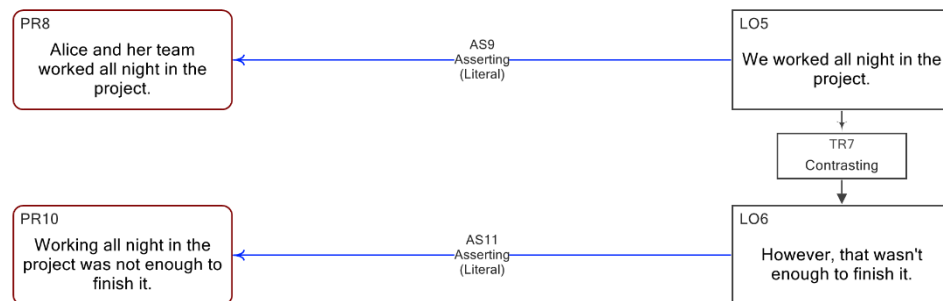 PR8
Alice and her team
worked all night in the
project.
AS9
Asserting
(Literal)
LO5
We worked all night in the
project.
TR7
Contrasting
PR10
Working all night in the
project was not enough to
finish it.
AS11
Asserting
(Literal)
LO6
However, that wasn't
enough to finish it.